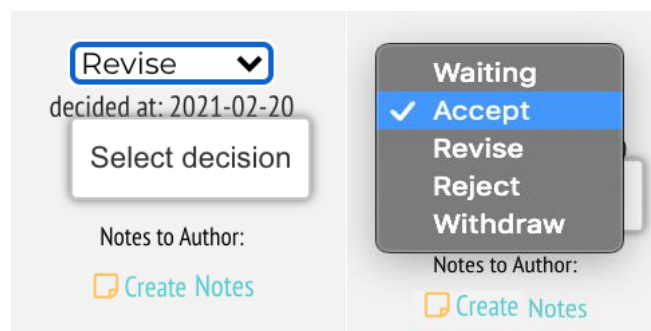 Revise
decided at: 2021-02-20
Select decision
Notes to Author:
Create Notes
Waiting
Accept
Revise
Reject
Withdraw
Notes to Author:
Create Notes